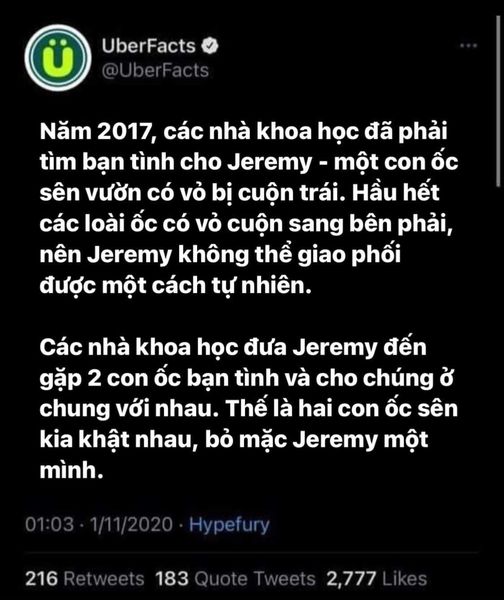 UberFacts
@UberFacts
Năm 2017, các nhà khoa học đã phải
tìm bạn tình cho Jeremy - một con ốc
sên vườn có vỏ bị cuộn trái. Hầu hết
các loài ốc có vỏ cuộn sang bên phải,
nên Jeremy không thể giao phối
được một cách tự nhiên.
Các nhà khoa học đưa Jeremy đến
gặp 2 con ốc bạn tình và cho chúng ở
chung với nhau. Thế là hai con ốc sên
kia khật nhau, bỏ mặc Jeremy một
mình.
01:03 · 1/11/2020 · Hypefury
216 Retweets 183 Quote Tweets 2,777 Likes